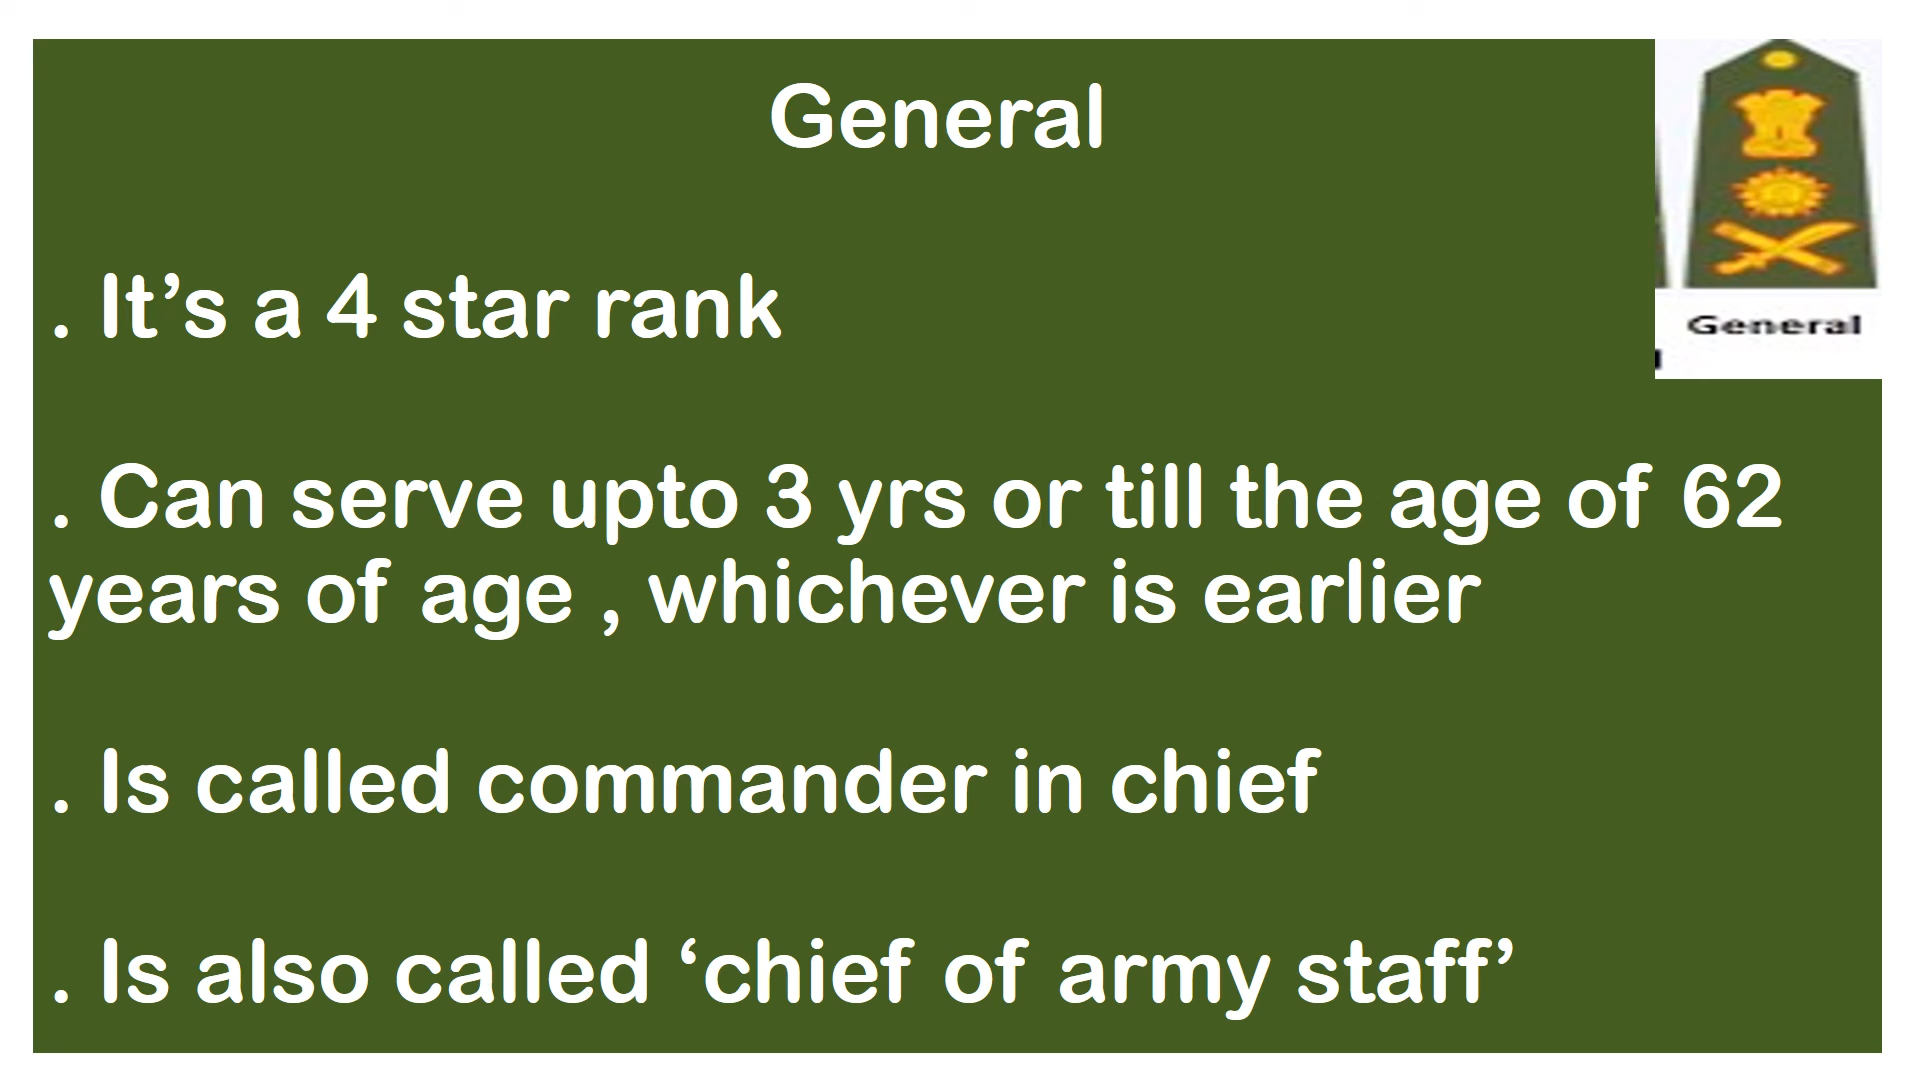 General
. It’s a 4 star rank
General
. Can serve upto 3 yrs or till the age of 62
years of age , whichever is earlier
. Is called commander in chief
. Is also called ‘chief of army staff’